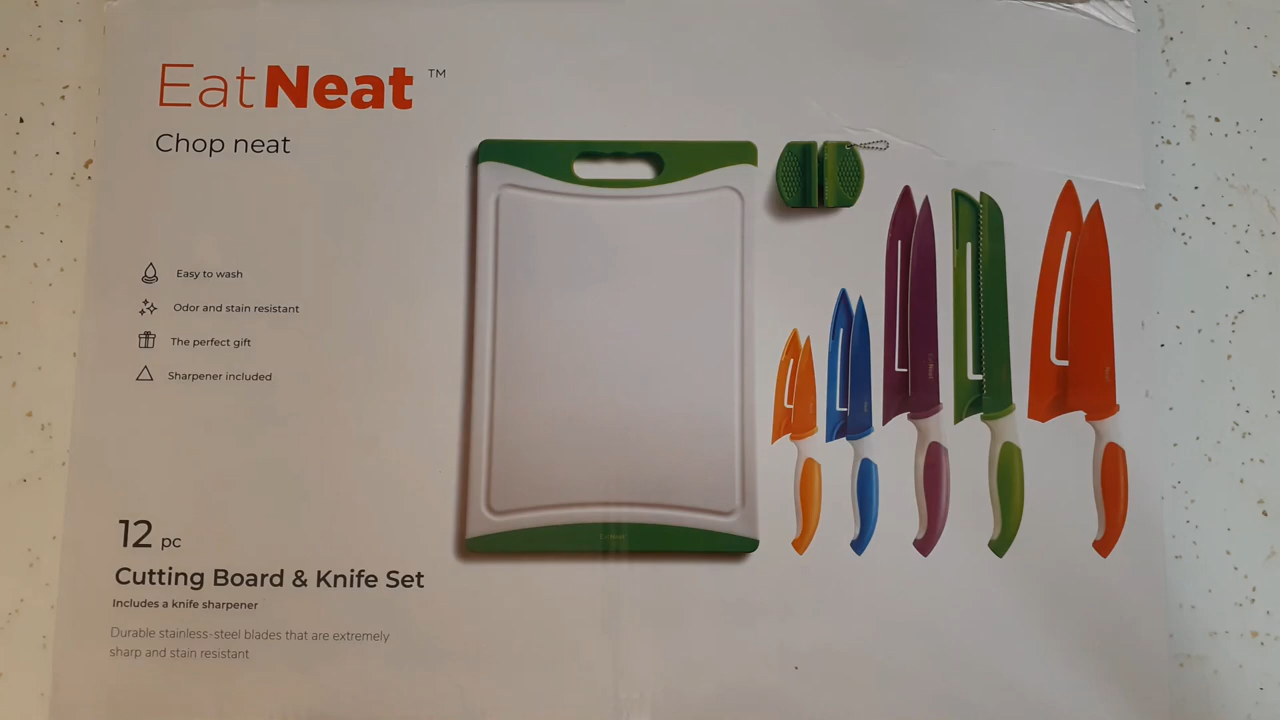 EatNeat™
Chop neat
Easy to wash
Odor and stain resistant
The perfect gift
Sharpener included
12 pc
Cutting Board & Knife Set
Includes a knife sharpener
Durable stainless-steel blades that are extremely
sharp and stain resistant
EatNeat